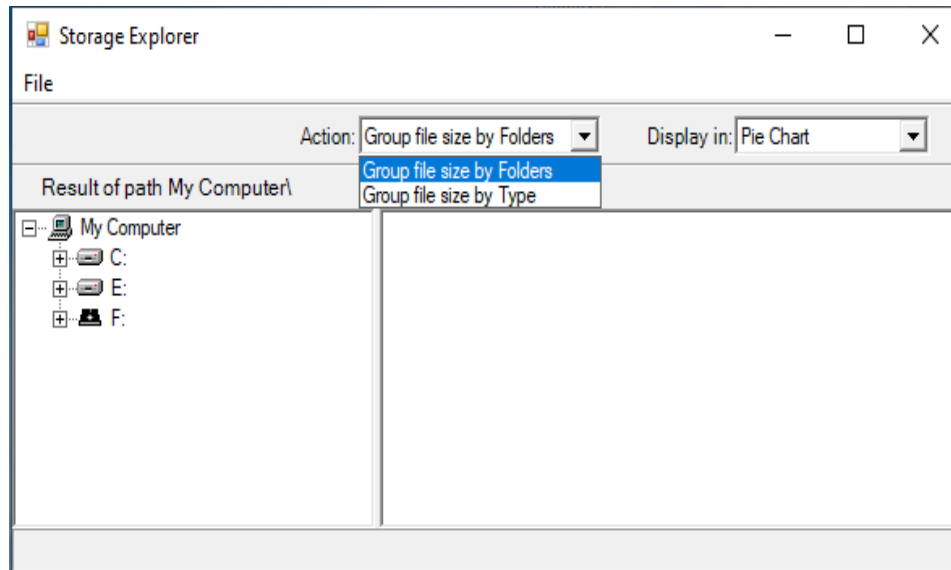 Storage Explorer
File
Action: Group file size by Folders Display in: Pie Chart
Group file size by Folders
Group file size by Type
Result of path My Computer\
My Computer
C:
E:
F: